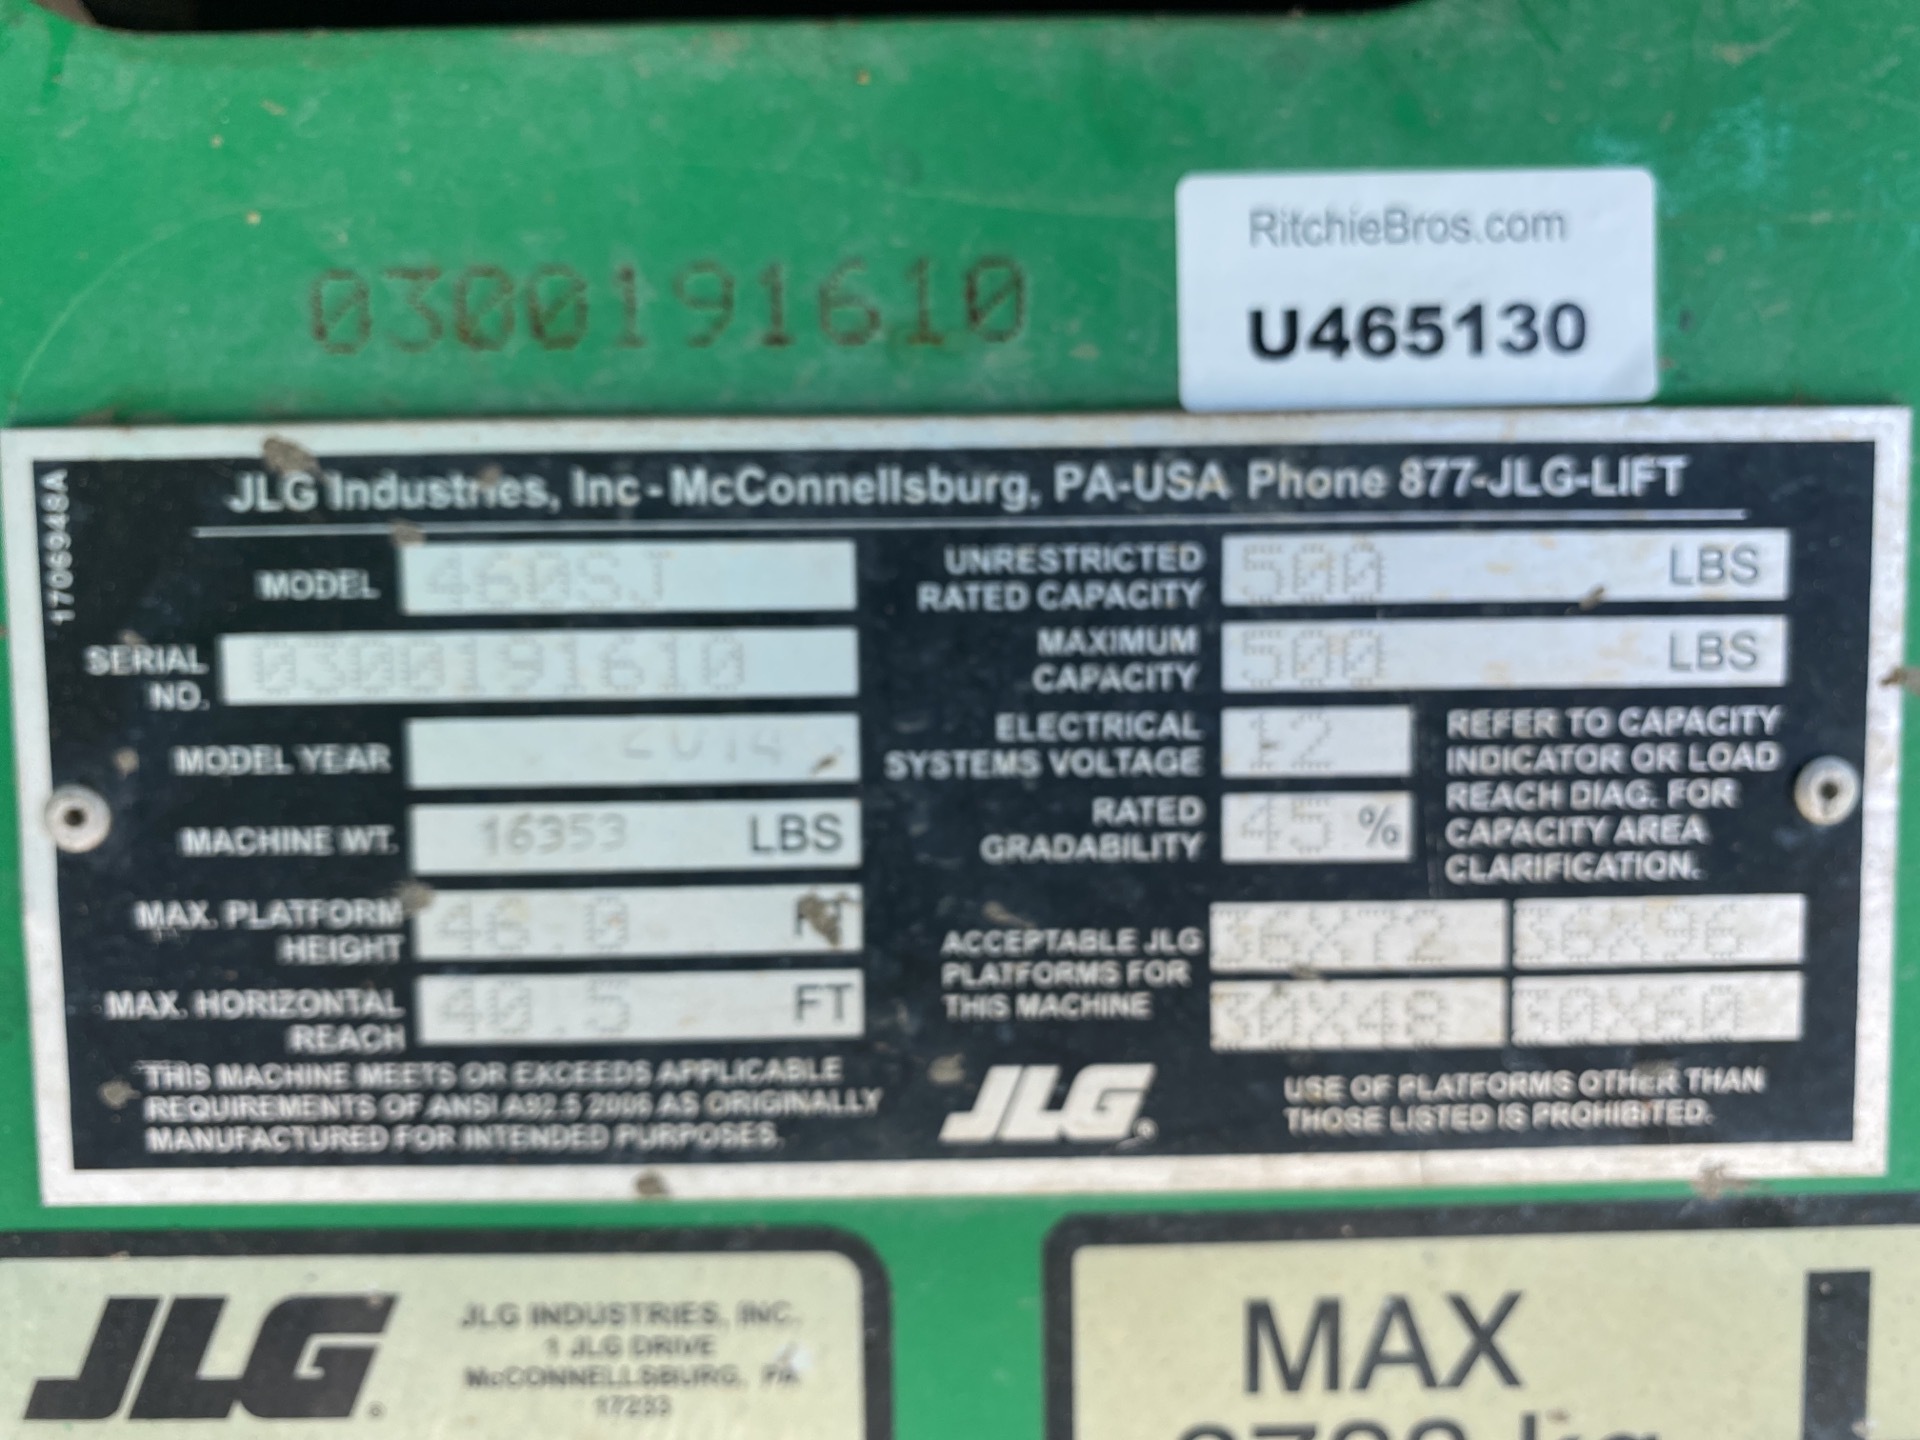 RitchieBros.com
U465130
0300191610
1706948A
JLG Industries, Inc - McConnellsburg, PA-USA Phone 877-JLG-LIFT
MODEL 460SJ
SERIAL NO. 0300191610
MODEL YEAR 2014
MACHINE WT. 16353 LBS
MAX. PLATFORM HEIGHT 46.0 FT
MAX. HORIZONTAL REACH 40.5 FT
THIS MACHINE MEETS OR EXCEEDS APPLICABLE
REQUIREMENTS OF ANSI A92.5 2006 AS ORIGINALLY
MANUFACTURED FOR INTENDED PURPOSES.
UNRESTRICTED RATED CAPACITY 500 LBS
MAXIMUM CAPACITY 500 LBS
ELECTRICAL SYSTEMS VOLTAGE 12
RATED GRADABILITY 45 %
REFER TO CAPACITY
INDICATOR OR LOAD
REACH DIAG. FOR
CAPACITY AREA
CLARIFICATION.
ACCEPTABLE JLG
PLATFORMS FOR
THIS MACHINE
36X72 36X96
30X48 30X60
JLG
USE OF PLATFORMS OTHER THAN
THOSE LISTED IS PROHIBITED.
JLG
JLG INDUSTRIES, INC.
1 JLG DRIVE
McCONNELLSBURG, PA
17233
MAX
kg